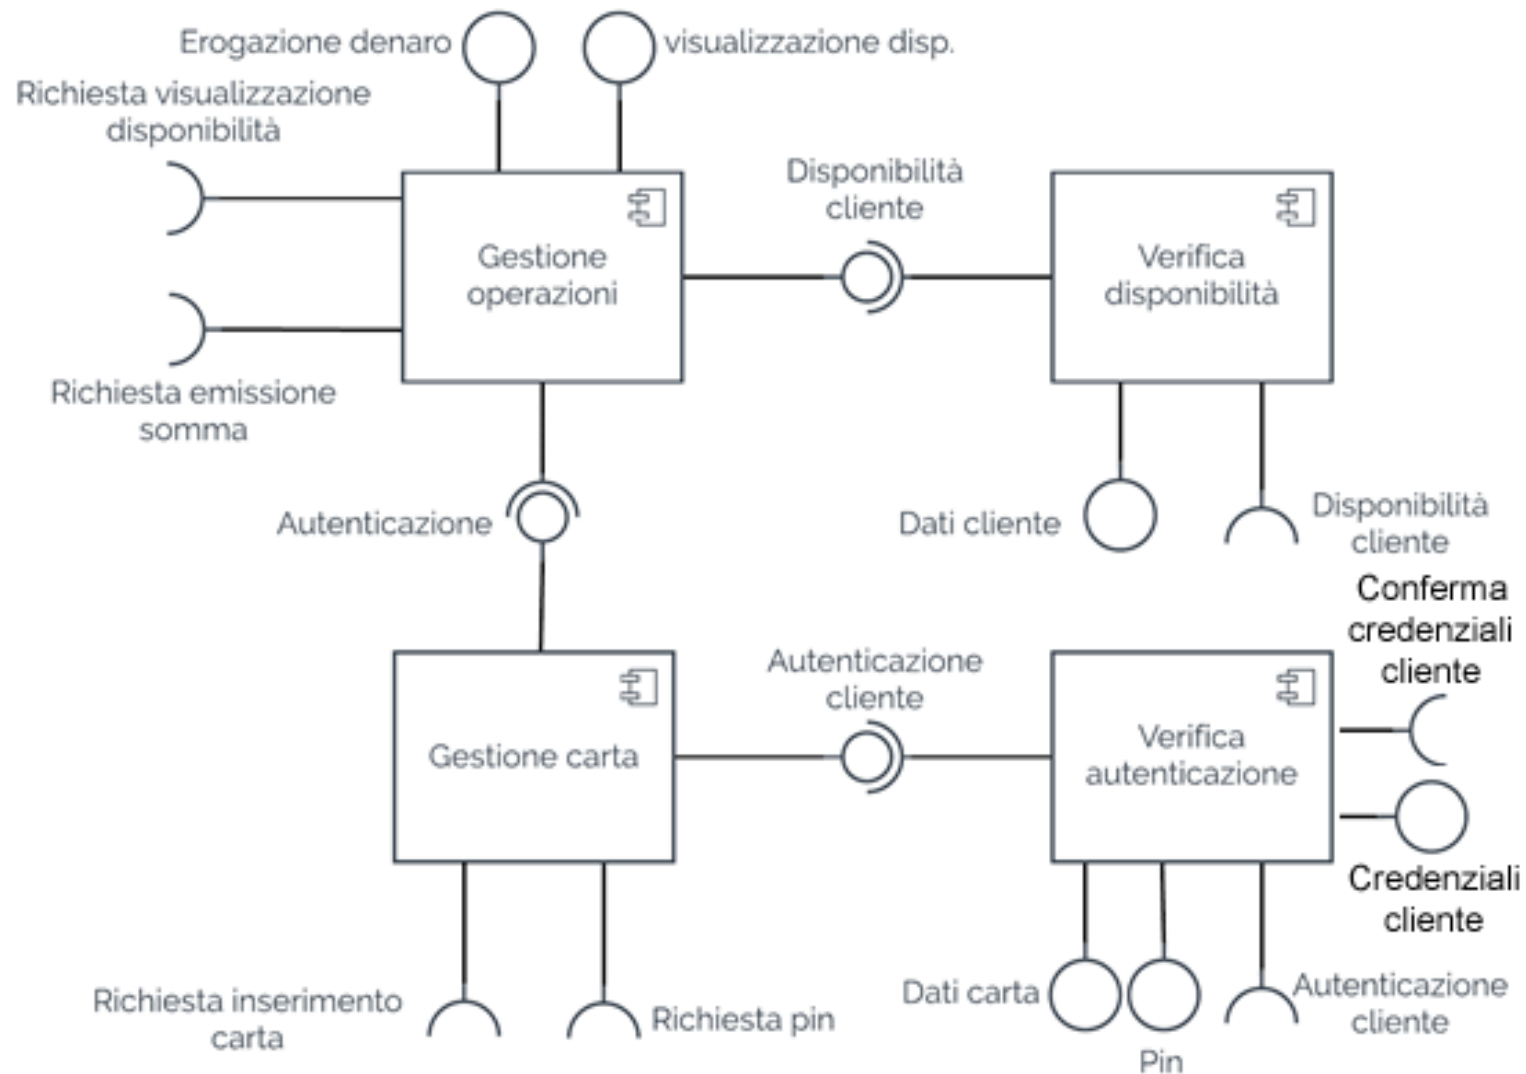 Erogazione denaro
visualizzazione disp.
Richiesta visualizzazione
disponibilità
Disponibilità
cliente
Gestione
operazioni
Verifica
disponibilità
Richiesta emissione
somma
Autenticazione
Dati cliente
Disponibilità
cliente
Conferma
credenziali
cliente
Autenticazione
cliente
Gestione carta
Verifica
autenticazione
Credenziali
cliente
Richiesta inserimento
carta
Richiesta pin
Dati carta
Pin
Autenticazione
cliente